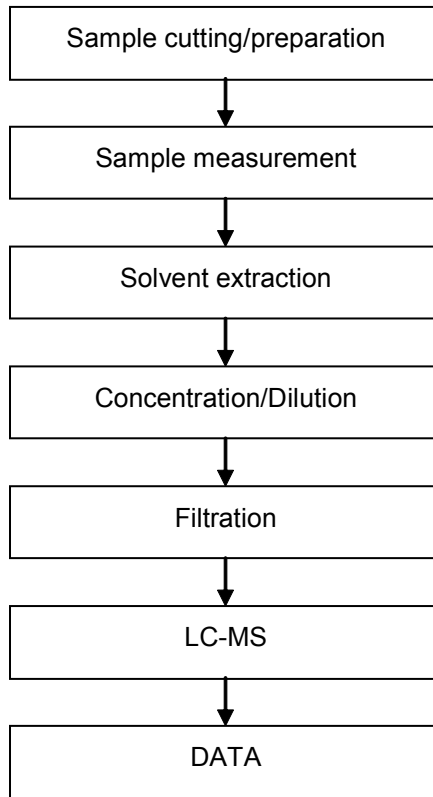 Sample cutting/preparation
Sample measurement
Solvent extraction
Concentration/Dilution
Filtration
LC-MS
DATA